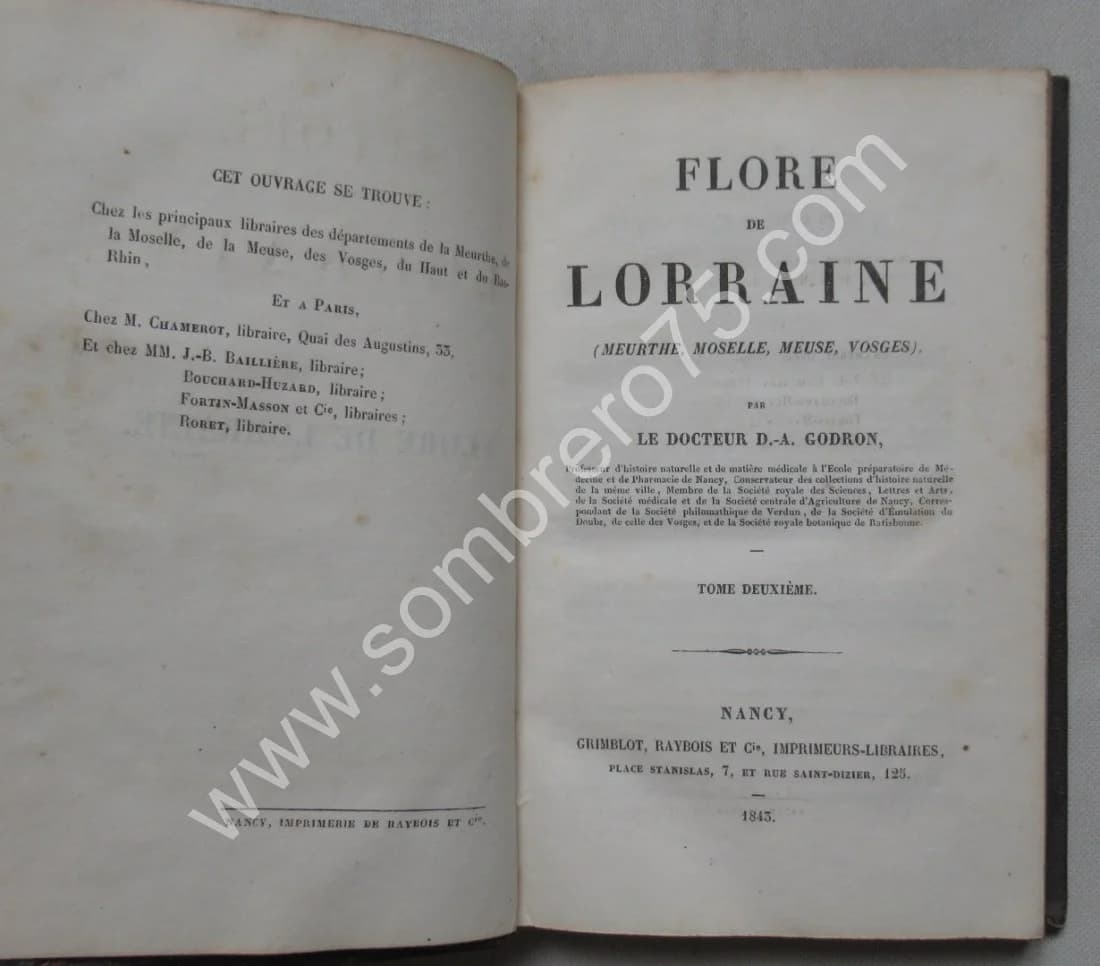 CET OUVRAGE SE TROUVE :
Chez les principaux libraires des départements de la Meurthe, de
la Moselle, de la Meuse, des Vosges, du Haut et du Bas-
Rhin,
ET A PARIS,
Chez M. CHAMEROT, libraire, Quai des Augustins, 33,
Et chez MM. J.-B. BAILLIÈRE, libraire;
BOUCHARD-HUZARD, libraire;
FORTIN-MASSON et Cie, libraires;
RORET, libraire.
NANCY, IMPRIMERIE DE RAYBOIS ET Cie.
FLORE
DE
LORRAINE
(MEURTHE, MOSELLE, MEUSE, VOSGES),
PAR
LE DOCTEUR D.-A. GODRON,
Professeur d'histoire naturelle et de matière médicale à l'Ecole préparatoire de Mé-
decine et de Pharmacie de Nancy, Conservateur des collections d'histoire naturelle
de la même ville, Membre de la Société royale des Sciences, Lettres et Arts,
de la Société médicale et de la Société centrale d'Agriculture de Nancy, Corres-
pondant de la Société philomathique de Verdun, de la Société d'Émulation du
Doubs, de celle des Vosges, et de la Société royale botanique de Ratisbonne.
TOME DEUXIÈME.
NANCY,
GRIMBLOT, RAYBOIS ET Cie, IMPRIMEURS-LIBRAIRES,
PLACE STANISLAS, 7, ET RUE SAINT-DIZIER, 125.
1843.
www.sombrero75.com